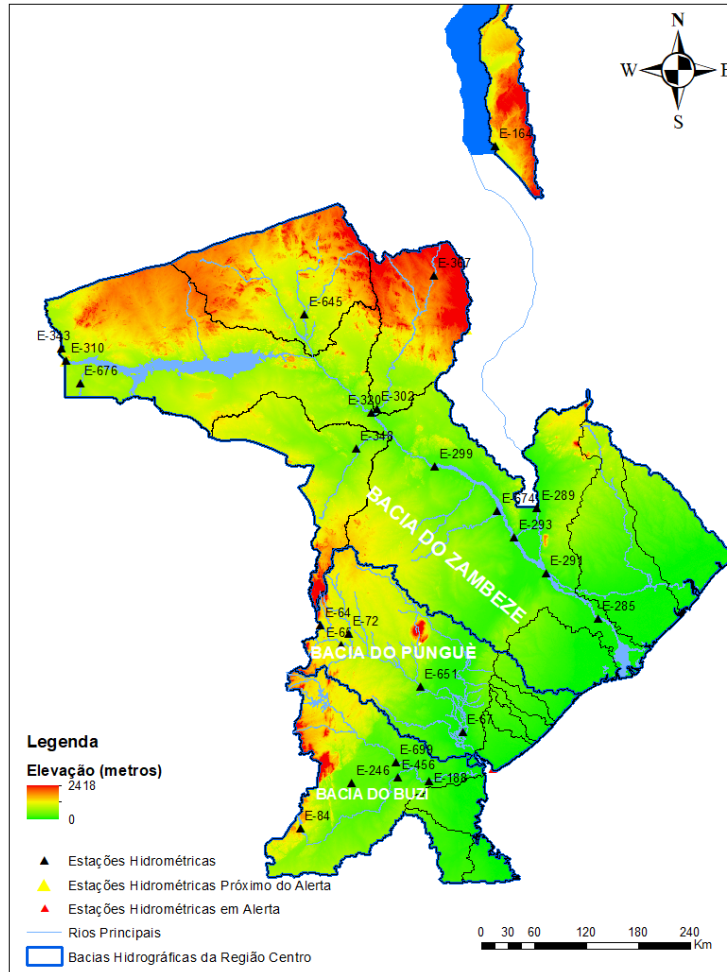 N
W
E
S
E-164
E-367
E-645
E-343
E-310
E-676
E-302
E-320
E-348
E-299
E-674
E-289
E-293
BACIA DO ZAMBEZE
E-291
E-285
E-64
E-72
BACIA DO PUNGUÈ
E-651
E-67
E-699
E-456
E-246
E-188
BACIA DO BUZI
E-84
Legenda
Elevação (metros)
2418
0
Estações Hidrométricas
Estações Hidrométricas Próximo do Alerta
Estações Hidrométricas em Alerta
Rios Principais
Bacias Hidrográficas da Região Centro
0 30 60 120 180 240
Km